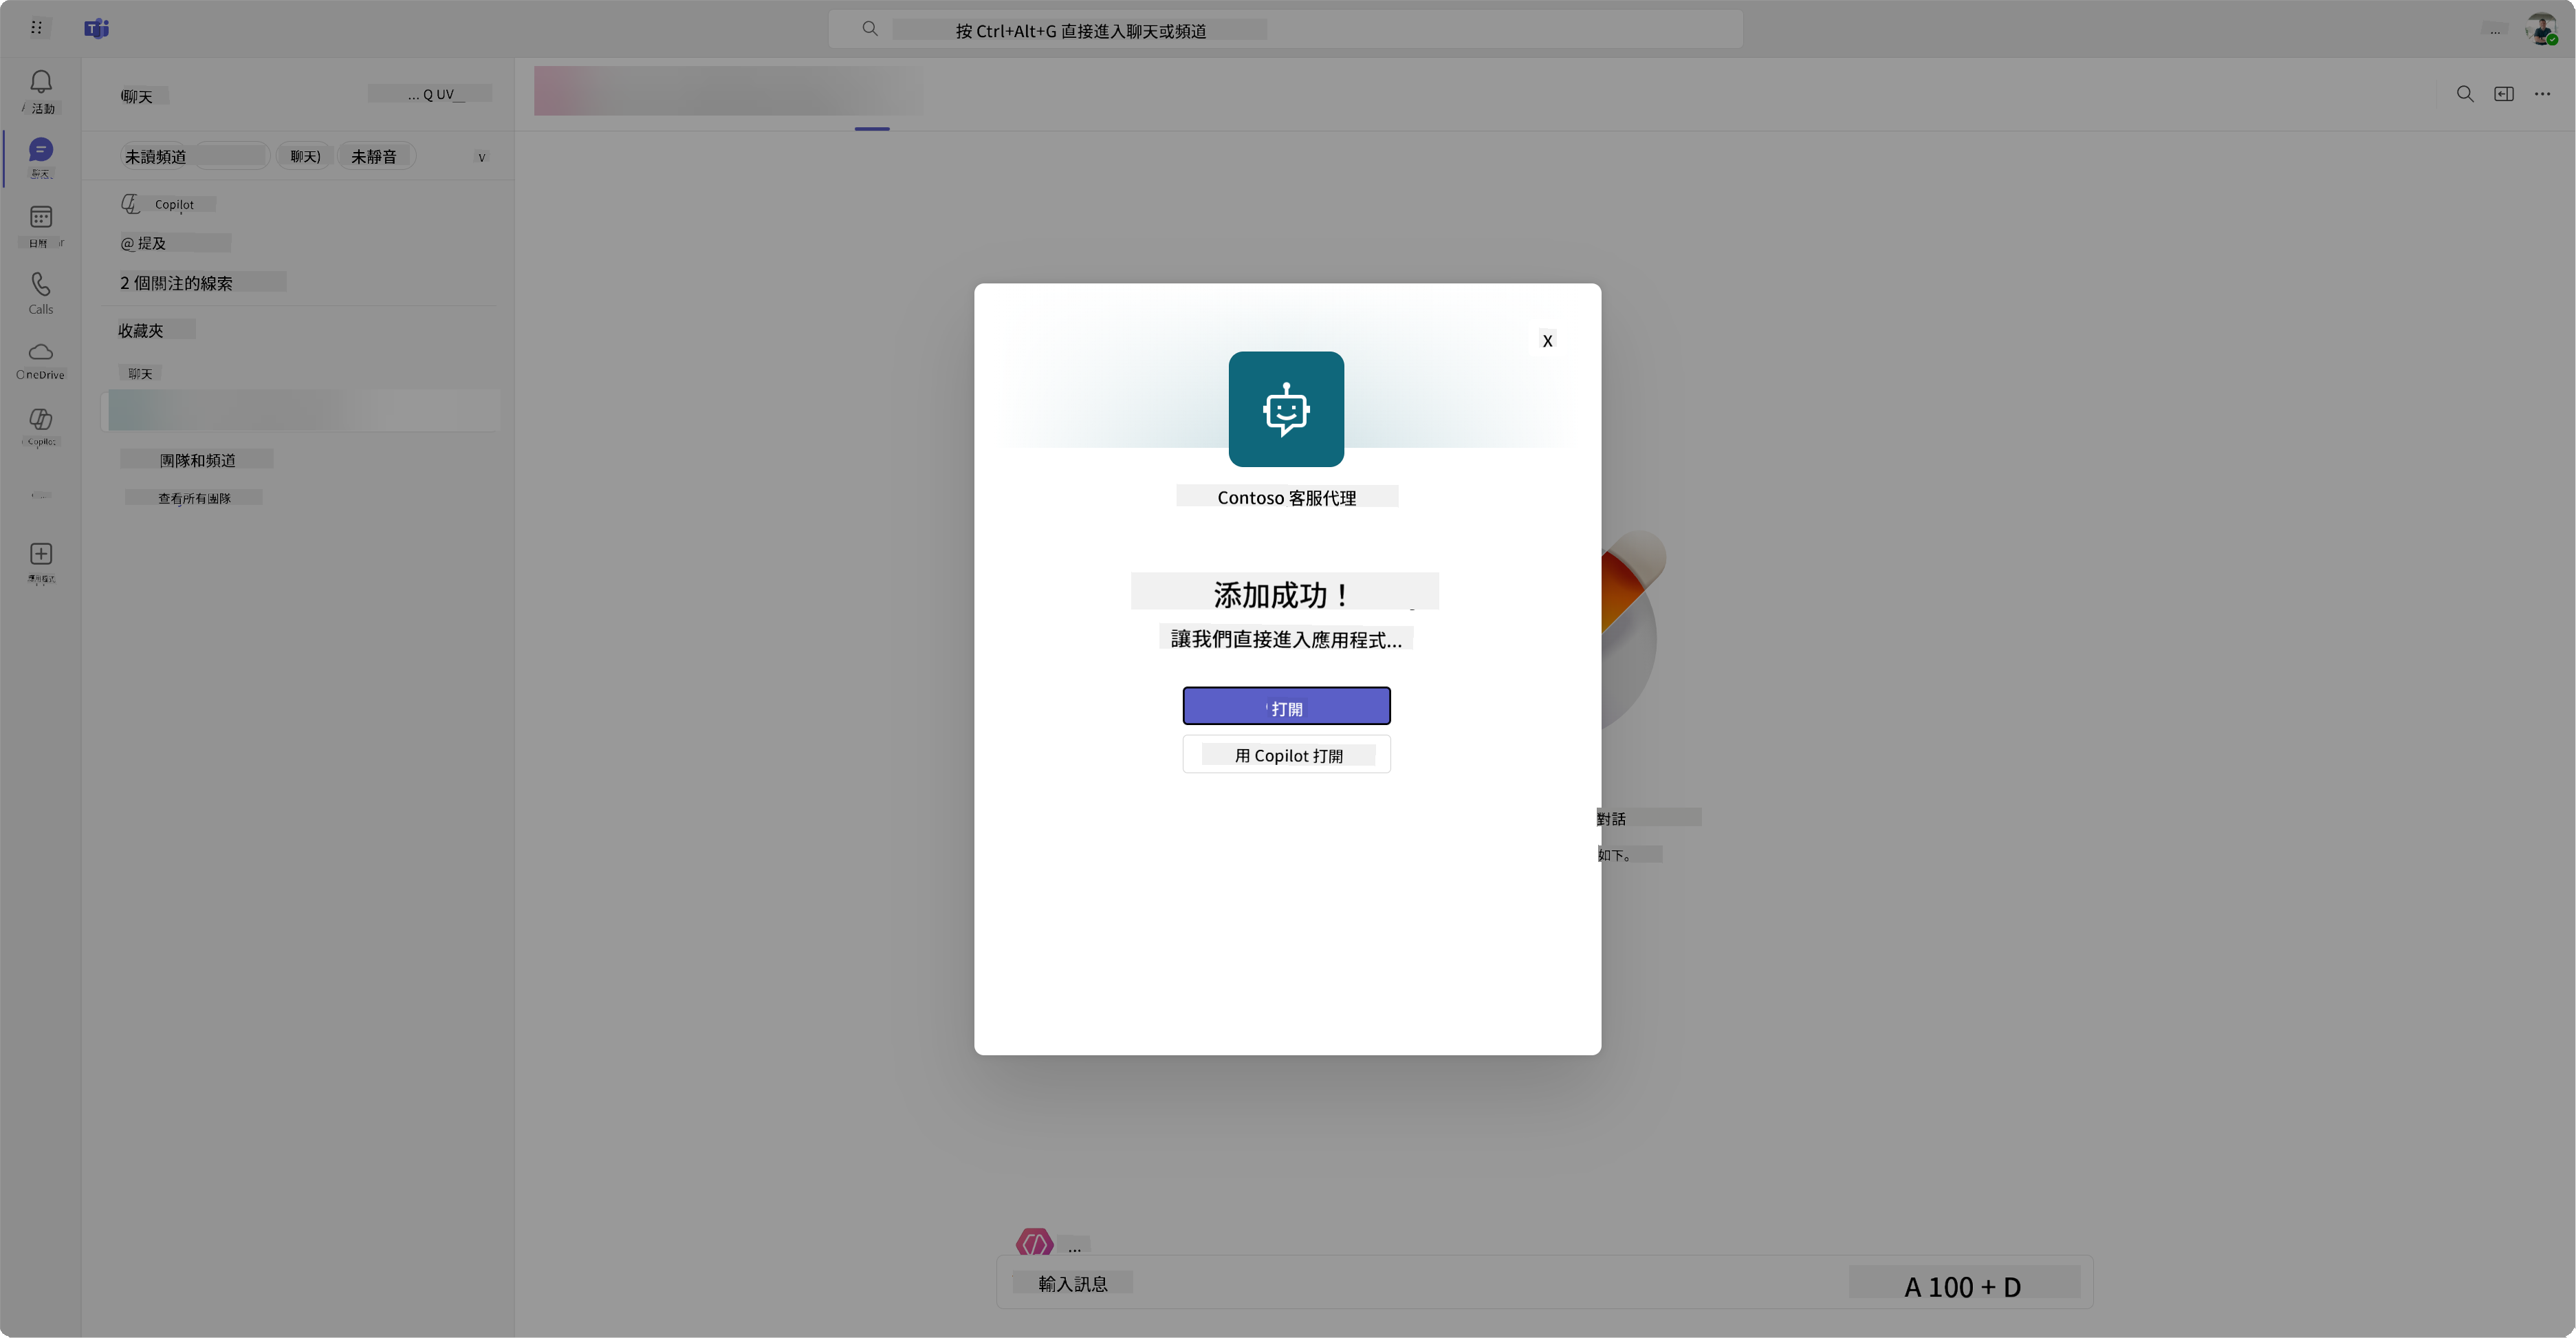 按 Ctrl+Alt+G 直接進入聊天或頻道
...
活動
聊天
日曆
Calls
OneDrive
Copilot
應用程式
聊天
... Q UV__
未讀頻道
聊天)
未靜音
V
Copilot
@ 提及
2 個關注的線索
收藏夾
聊天
團隊和頻道
查看所有團隊
X
Contoso 客服代理
添加成功！
讓我們直接進入應用程式...
打開
用 Copilot 打開
對話
如下。
...
輸入訊息
A 100 + D